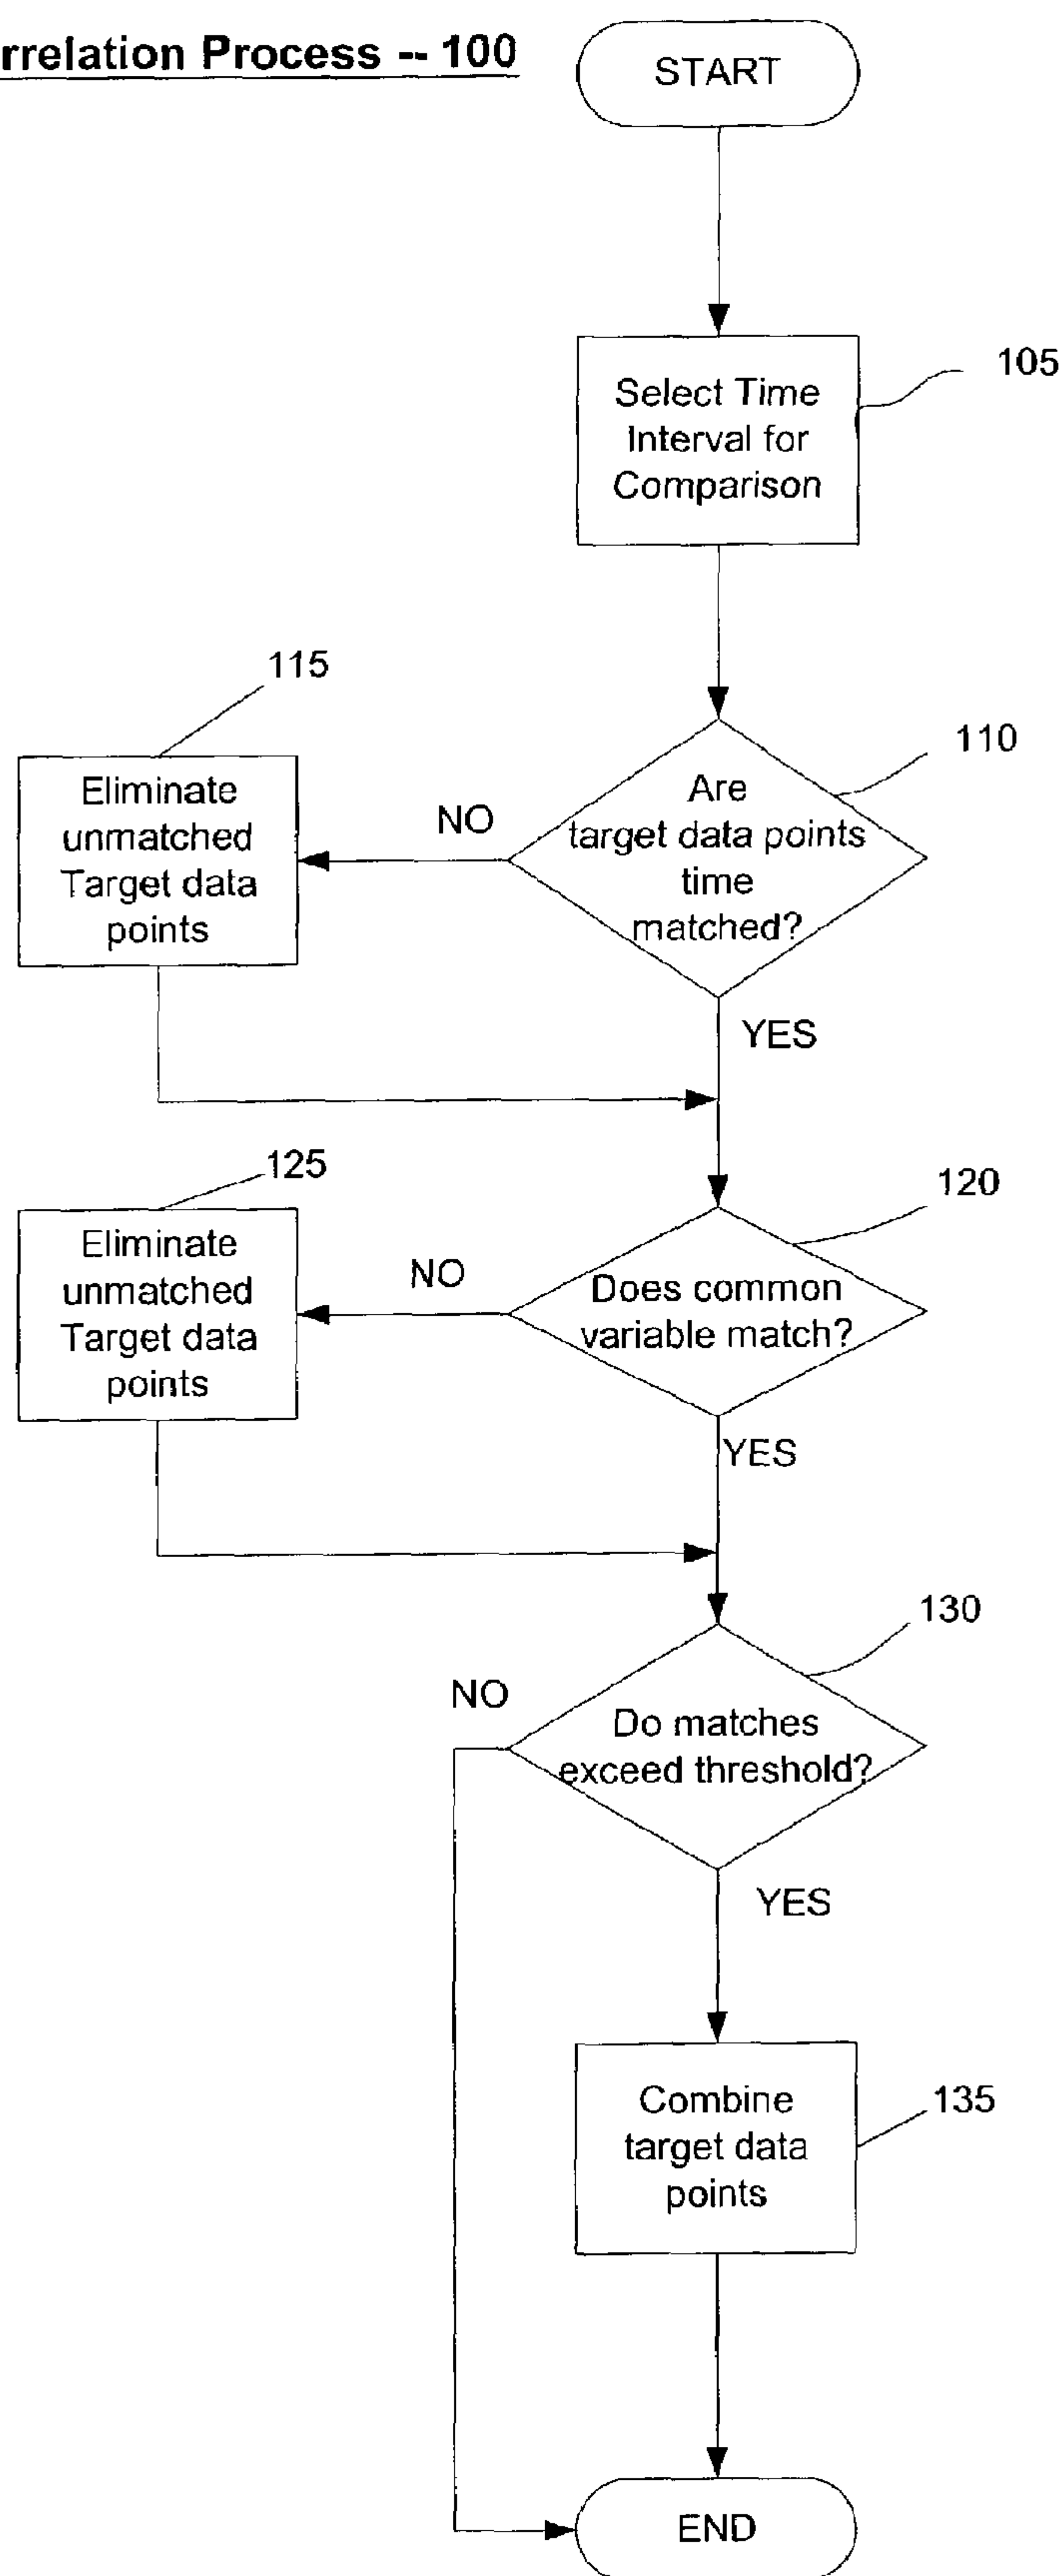 rrelation Process -- 100
START
105
Select Time
Interval for
Comparison
115
110
Eliminate
unmatched
Target data
points
NO
Are
target data points
time
matched?
YES
125
120
Eliminate
unmatched
Target data
points
NO
Does common
variable match?
YES
130
NO
Do matches
exceed threshold?
YES
135
Combine
target data
points
END